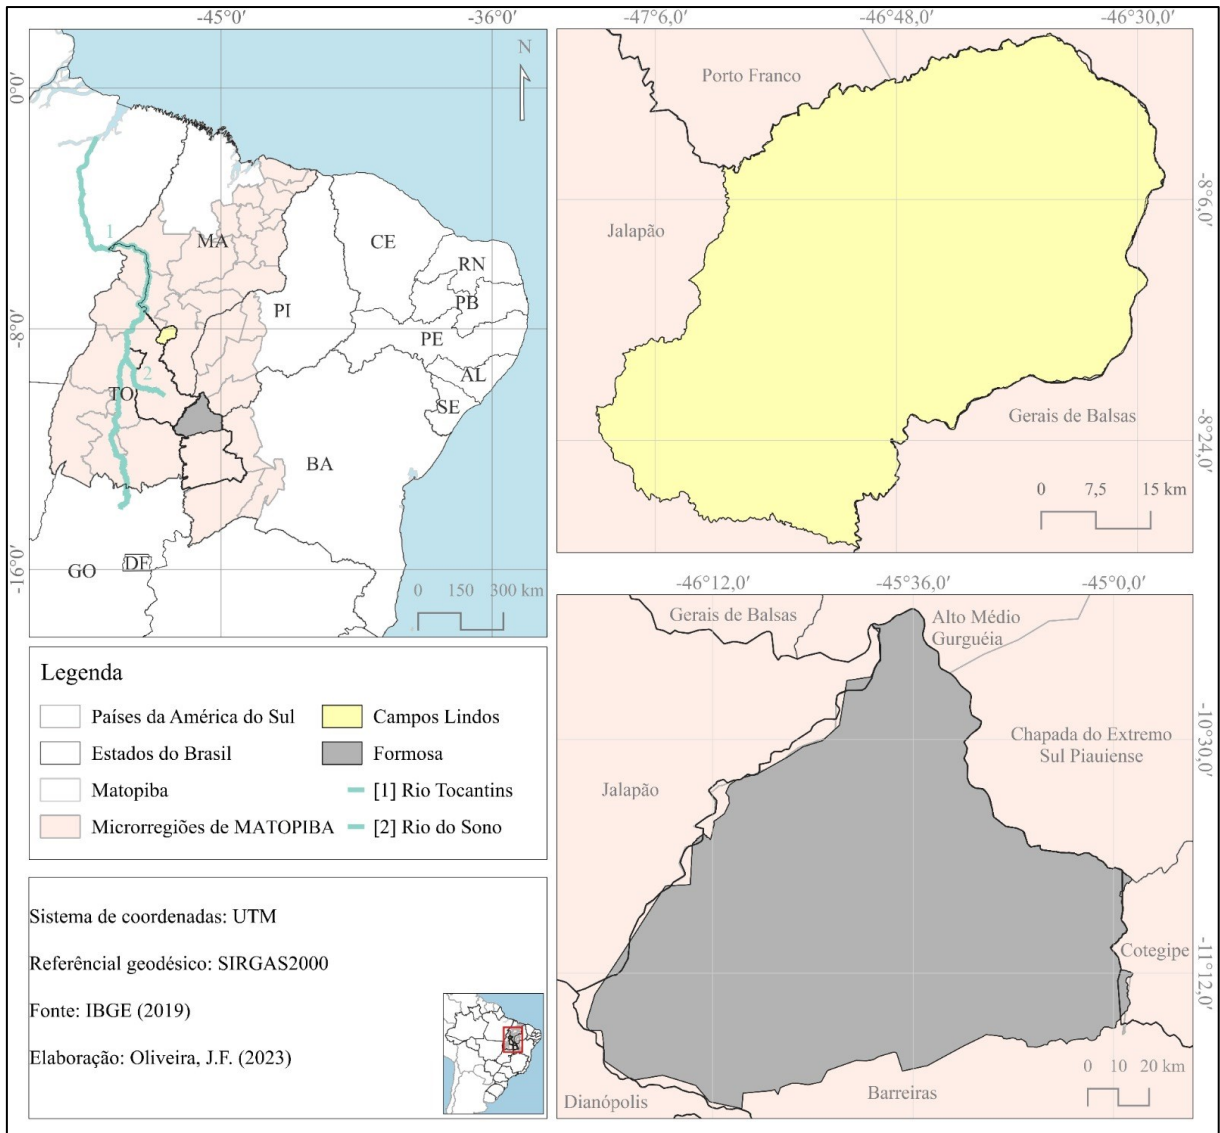 -45°0'
-36°0'
0°0'
-8°0'
-16°0'
N
1
MA
CE
RN
PB
PI
PE
AL
SE
2
TO
BA
GO
DF
0 150 300 km
-47°6,0'
-46°48,0'
-46°30,0'
Porto Franco
Jalapão
-8°6,0'
Gerais de Balsas
-8°24,0'
0 7,5 15 km
Legenda
Países da América do Sul
Estados do Brasil
Matopiba
Microrregiões de MATOPIBA
Campos Lindos
Formosa
[1] Rio Tocantins
[2] Rio do Sono
Sistema de coordenadas: UTM
Referêncial geodésico: SIRGAS2000
Fonte: IBGE (2019)
Elaboração: Oliveira, J.F. (2023)
-46°12,0'
-45°36,0'
-45°0,0'
Gerais de Balsas
Alto Médio
Gurguéia
-10°30,0'
Chapada do Extremo
Sul Piauiense
Jalapão
Cotegipe
-11°12,0'
0 10 20 km
Barreiras
Dianópolis